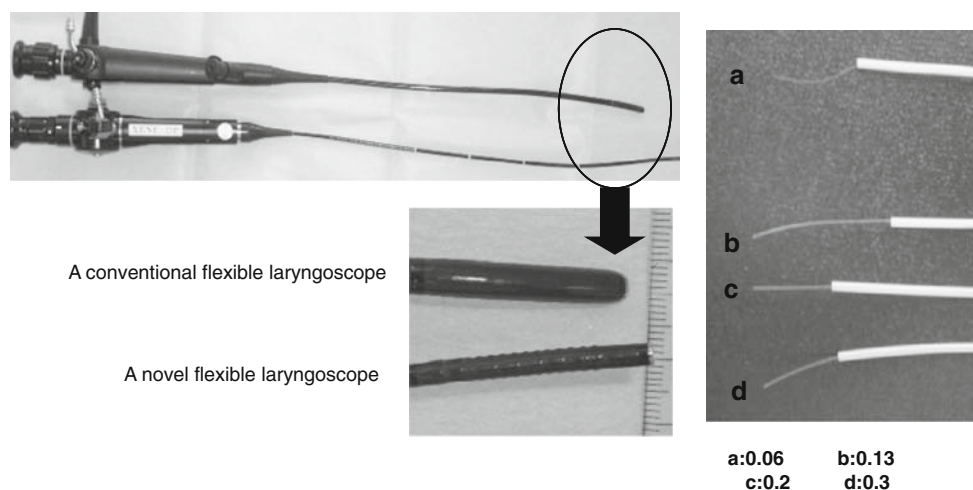 A conventional flexible laryngoscope
A novel flexible laryngoscope
a
b
c
d
a:0.06 b:0.13
c:0.2 d:0.3